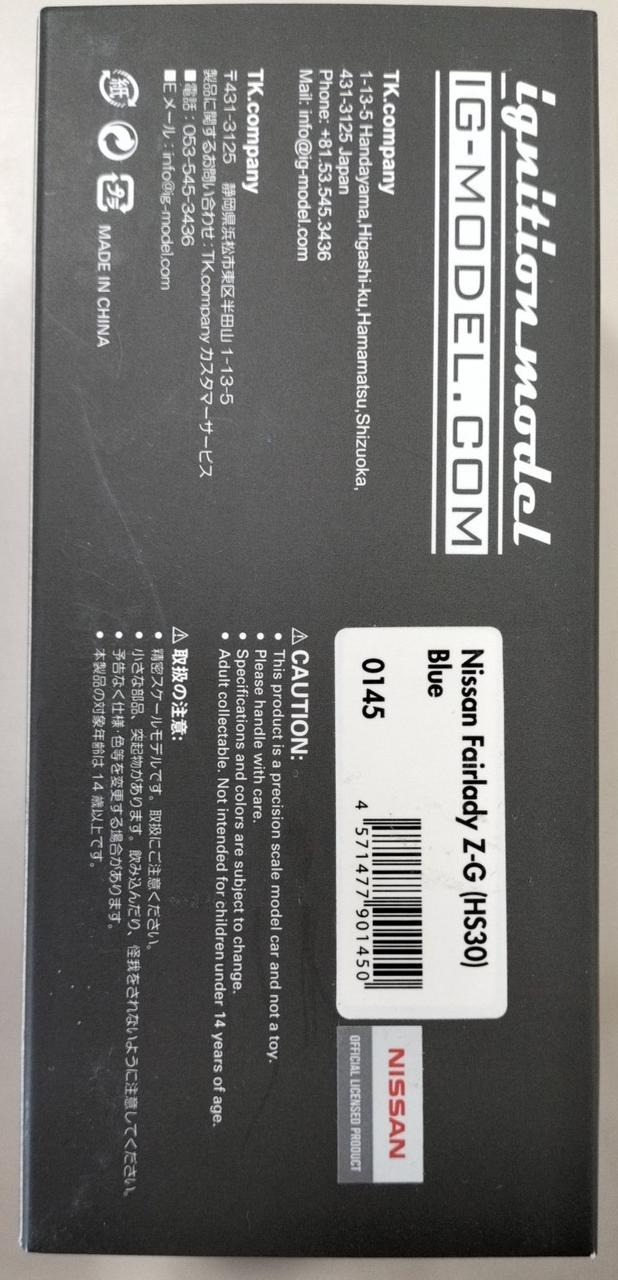 ignition model
IG-MODEL.COM
TK.company
1-13-5 Handayama,Higashi-ku,Hamamatsu,Shizuoka,
431-3125 Japan
Phone: +81.53.545.3436
Mail: info@ig-model.com
TK.company
〒431-3125 静岡県浜松市東区半田山 1-13-5
製品に関するお問い合わせ:TK.company カスタマーサービス
■電話:053-545-3436
■Eメール:info@ig-model.com
紙
プラ
MADE IN CHINA
Nissan Fairlady Z-G (HS30)
Blue
0145
4 571477 901450
NISSAN
OFFICIAL LICENSED PRODUCT
⚠CAUTION:
• This product is a precision scale model car and not a toy.
• Please handle with care.
• Specifications and colors are subject to change.
• Adult collectable. Not intended for children under 14 years of age.
⚠取扱の注意:
• 精密スケールモデルです。取扱にご注意ください。
• 小さな部品、突起物があります。飲み込んだり、怪我をされないように注意してください。
• 予告なく仕様・色等を変更する場合があります。
• 本製品の対象年齢は 14 歳以上です。